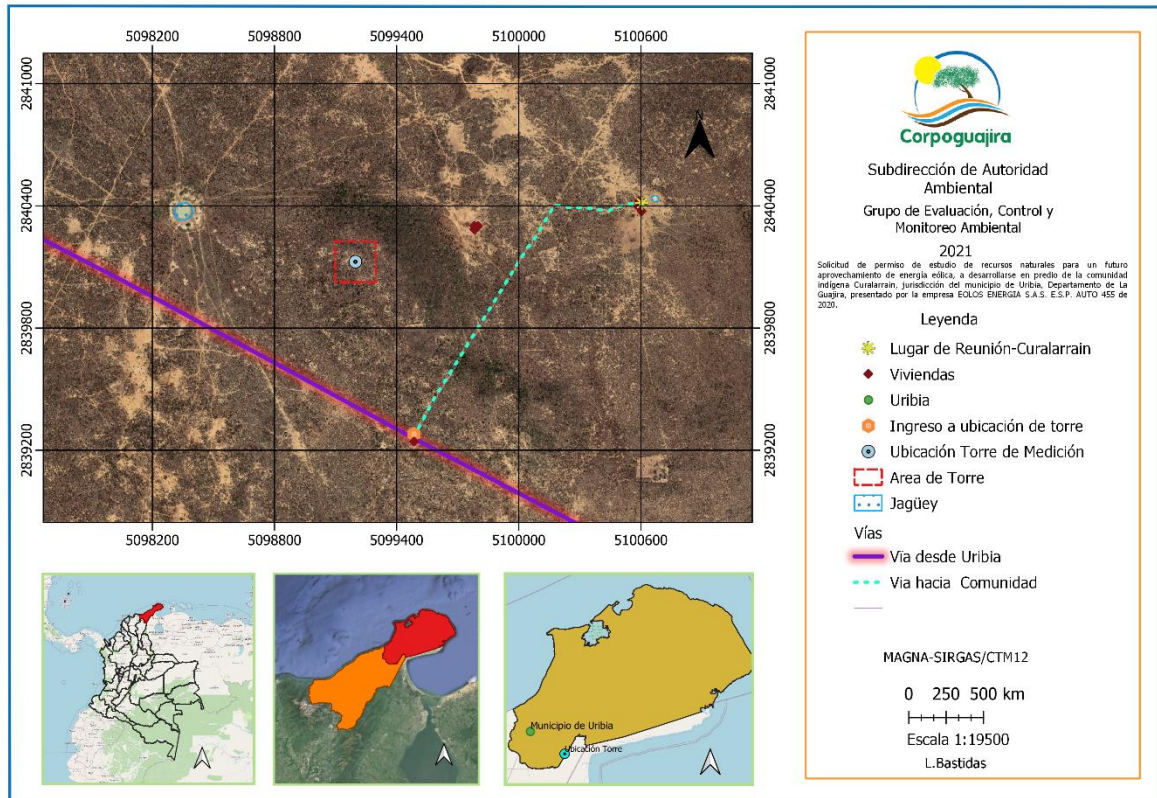 5098200 5098800 5099400 5100000 5100600
2841000 2841000
2840400 2840400
2839800 2839800
2839200 2839200
N
5098200 5098800 5099400 5100000 5100600
Municipio de Uribia
Ubicación Torre
Corpoguajira
Subdirección de Autoridad
Ambiental
Grupo de Evaluación, Control y
Monitoreo Ambiental
2021
Solicitud de permiso de estudio de recursos naturales para un futuro
aprovechamiento de energía eólica, a desarrollarse en predio de la comunidad
indígena Curalarrain, jurisdicción del municipio de Uribia, Departamento de La
Guajira, presentado por la empresa EOLOS ENERGIA S.A.S. E.S.P. AUTO 455 de
2020.
Leyenda
Lugar de Reunión-Curalarrain
Viviendas
Uribia
Ingreso a ubicación de torre
Ubicación Torre de Medición
Area de Torre
Jagüey
Vías
Vía desde Uribia
Via hacia Comunidad
MAGNA-SIRGAS/CTM12
0 250 500 km
Escala 1:19500
L.Bastidas